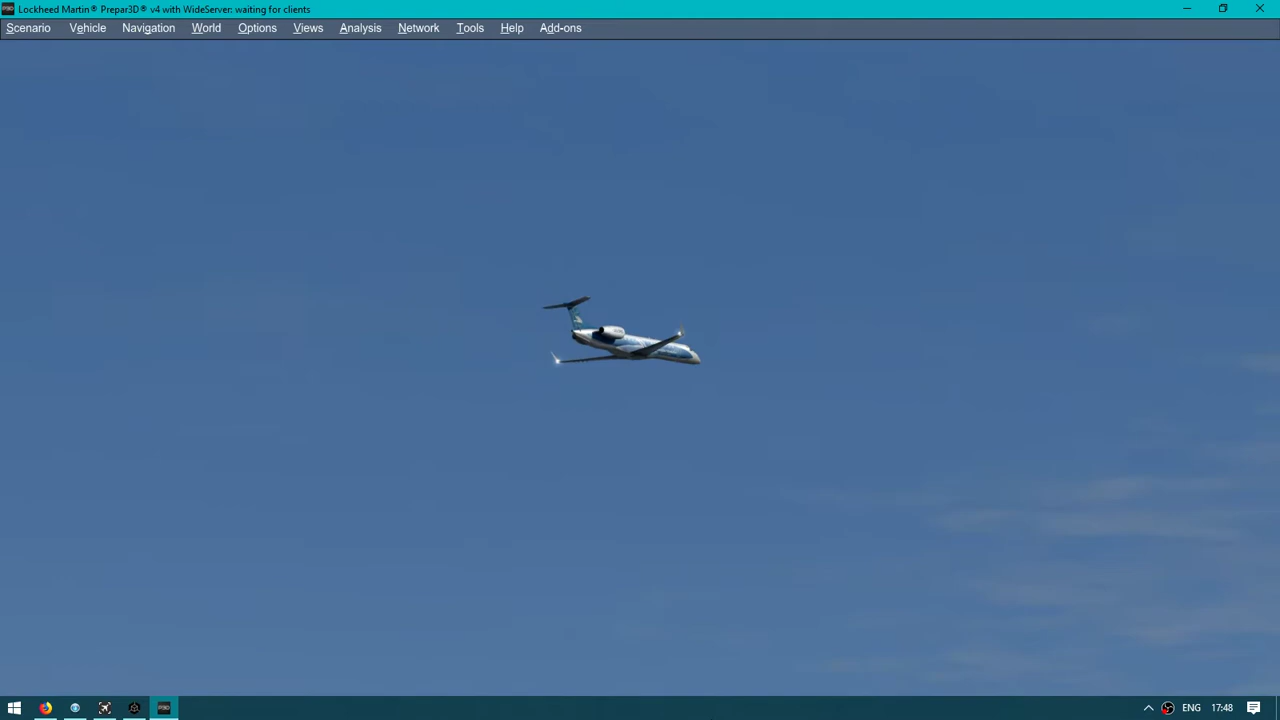 Lockheed Martin® Prepar3D® v4 with WideServer: waiting for clients
Scenario Vehicle Navigation World Options Views Analysis Network Tools Help Add-ons
ENG 17:48